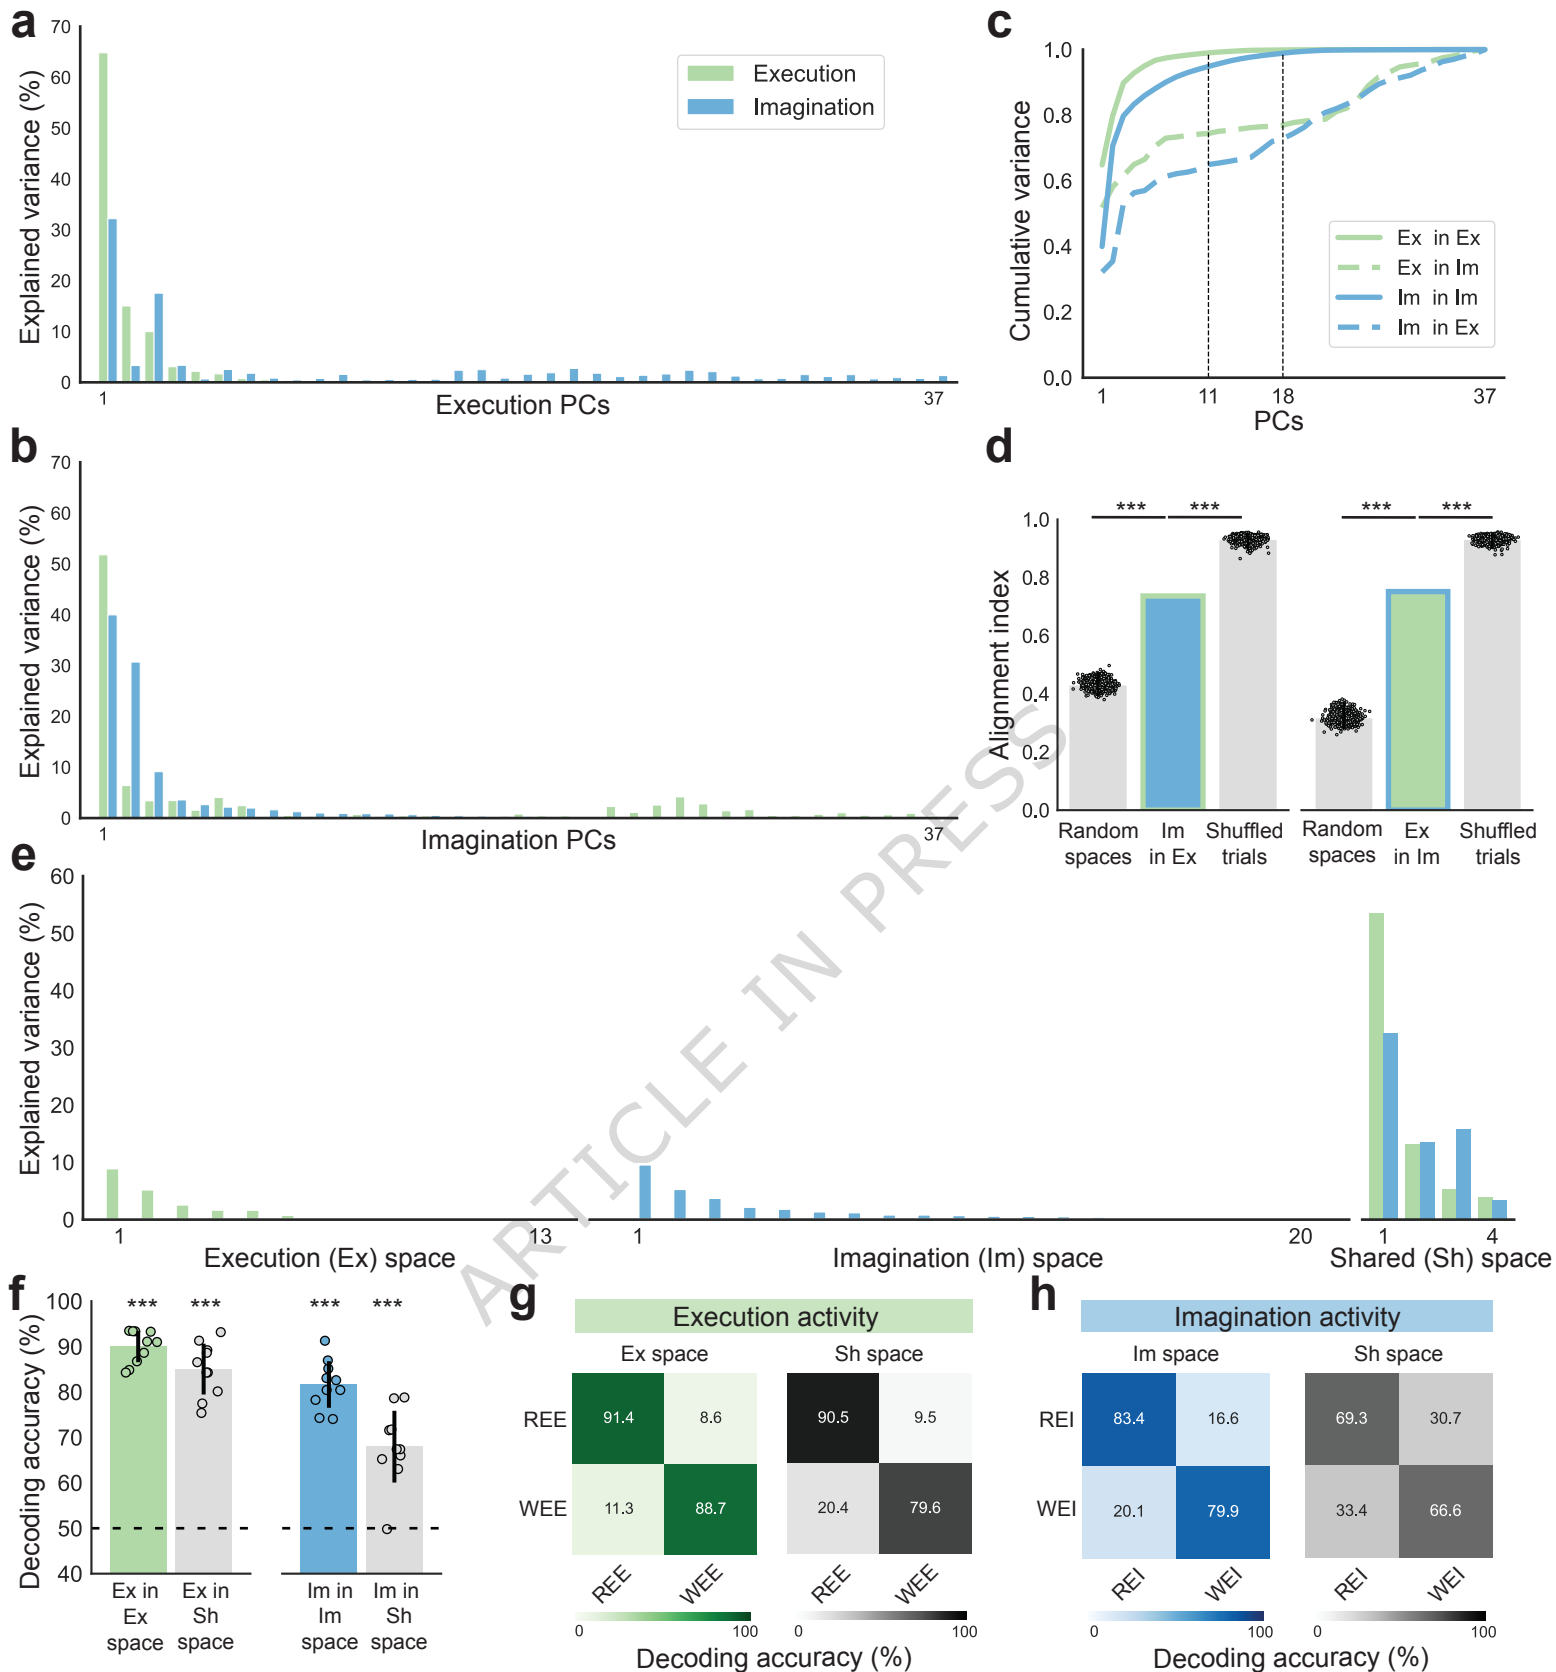 a
70
60
50
40
30
20
10
0
Explained variance (%)
Execution
Imagination
1
37
Execution PCs
c
1.0
0.8
0.6
0.4
0.2
0.0
Cumulative variance
Ex in Ex
Ex in Im
Im in Im
Im in Ex
1
11
18
37
PCs
b
70
60
50
40
30
20
10
0
Explained variance (%)
1
37
Imagination PCs
d
*** *** *** ***
1.0
0.8
0.6
0.4
0.2
0.0
Alignment index
Random spaces
Im in Ex
Shuffled trials
Random spaces
Ex in Im
Shuffled trials
e
60
50
40
30
20
10
0
Explained variance (%)
1
13
Execution (Ex) space
1
20
Imagination (Im) space
1
4
Shared (Sh) space
ARTICLE IN PRESS
f
100
90
80
70
60
50
40
Decoding accuracy (%)
*** *** *** ***
Ex in Ex space
Ex in Sh space
Im in Im space
Im in Sh space
g
Execution activity
Ex space
Sh space
REE
91.4
8.6
90.5
9.5
WEE
11.3
88.7
20.4
79.6
REE
WEE
REE
WEE
0
100
0
100
Decoding accuracy (%)
h
Imagination activity
Im space
Sh space
REI
83.4
16.6
69.3
30.7
WEI
20.1
79.9
33.4
66.6
REI
WEI
REI
WEI
0
100
0
100
Decoding accuracy (%)